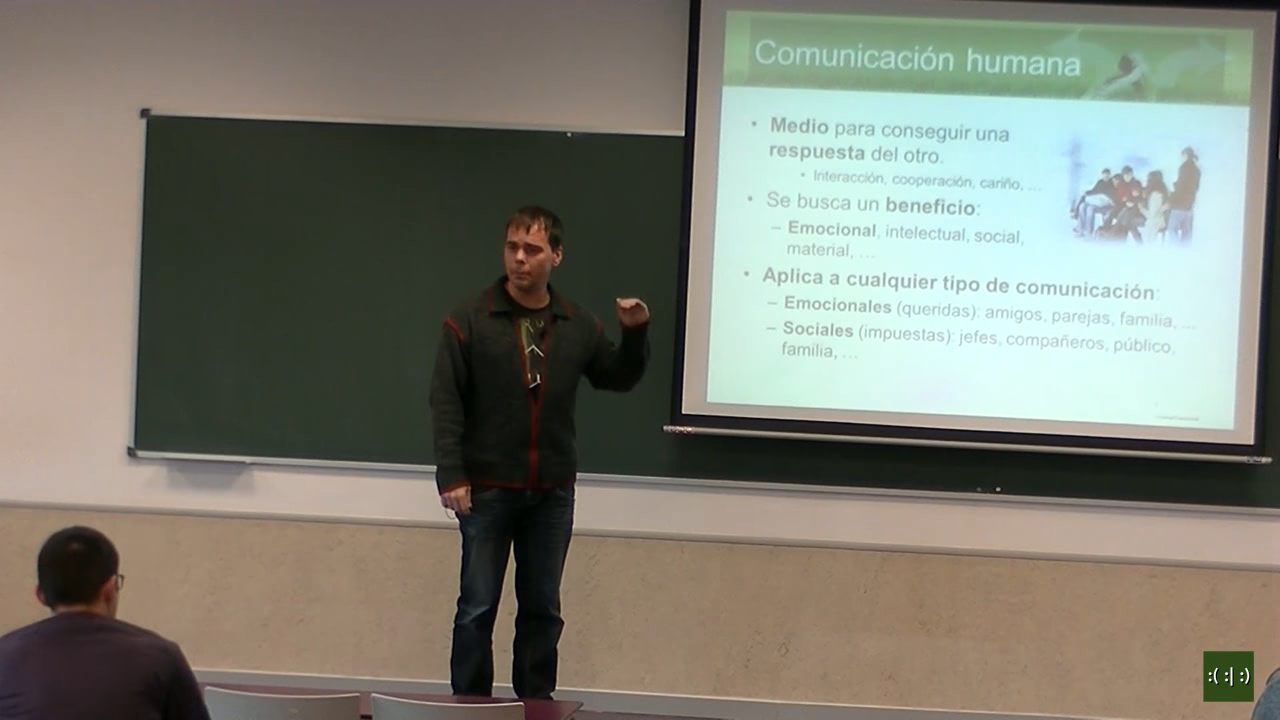 Comunicación humana
• Medio para conseguir una
respuesta del otro.
• Interacción, cooperación, cariño, ...
• Se busca un beneficio:
– Emocional, intelectual, social,
material, ...
• Aplica a cualquier tipo de comunicación:
– Emocionales (queridas): amigos, parejas, familia, ...
– Sociales (impuestas): jefes, compañeros, público,
familia, ...
:( :| :)